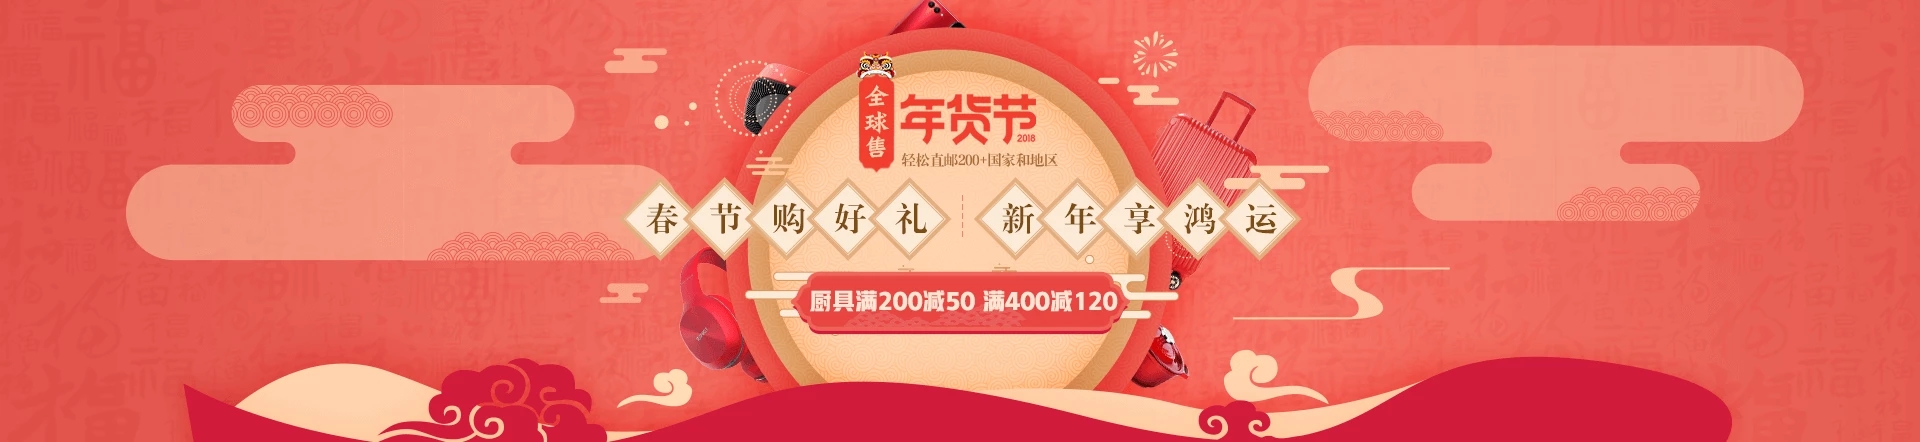 全球售
年货节
2018
轻松直邮200+国家和地区
春节购好礼 新年享鸿运
厨具满200减50 满400减120